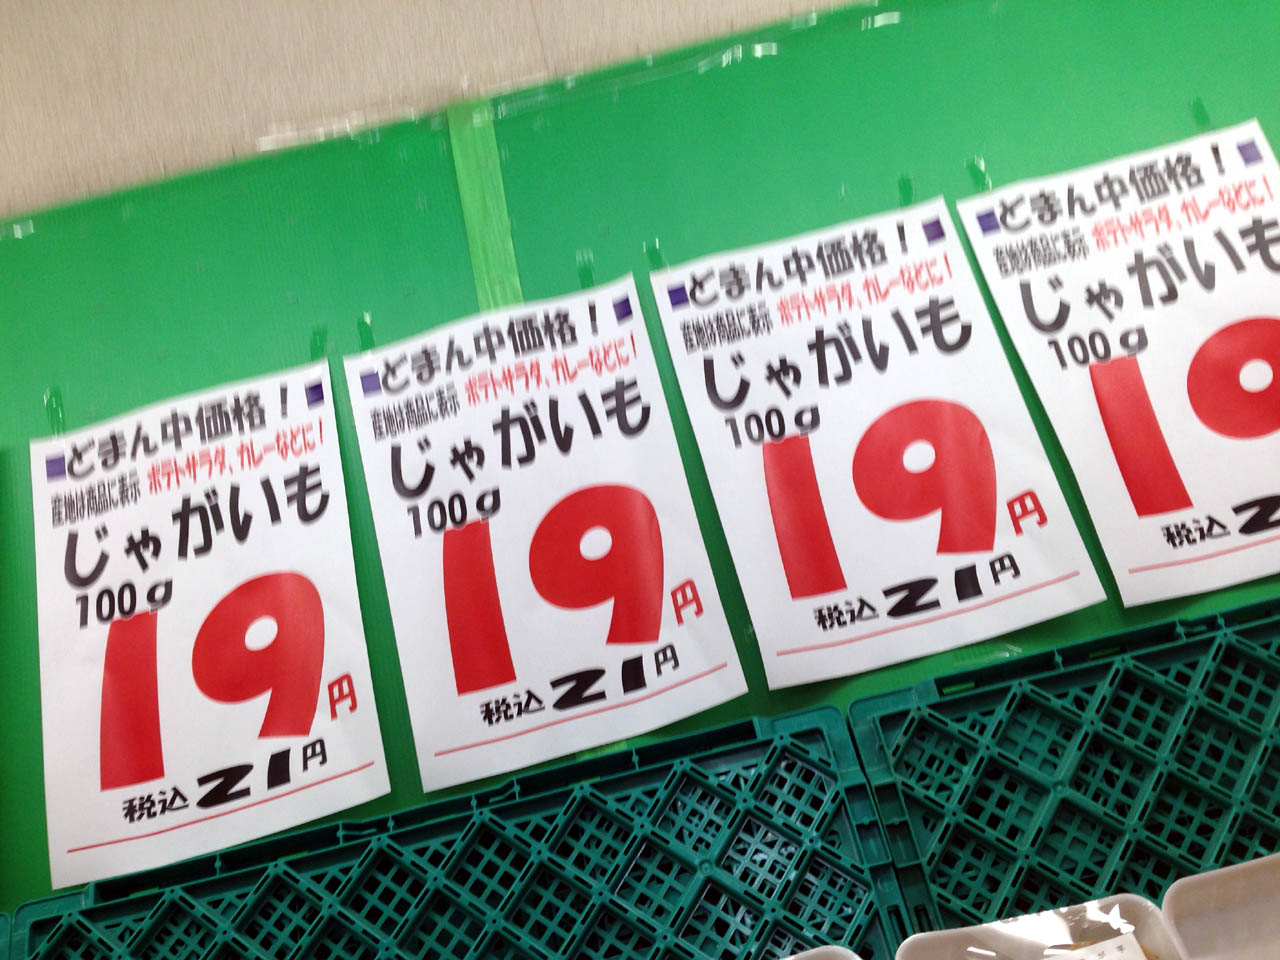 ■どまん中価格！■
産地は商品に表示 ポテトサラダ、カレーなどに！
じゃがいも
100g
19円
税込21円
■どまん中価格！■
産地は商品に表示 ポテトサラダ、カレーなどに！
じゃがいも
100g
19円
税込21円
■どまん中価格！■
産地は商品に表示 ポテトサラダ、カレーなどに！
じゃがいも
100g
19円
税込21円
■どまん中価格！■
産地は商品に表示 ポテトサラダ、カレーなどに！
じゃがいも
100g
19
税込21